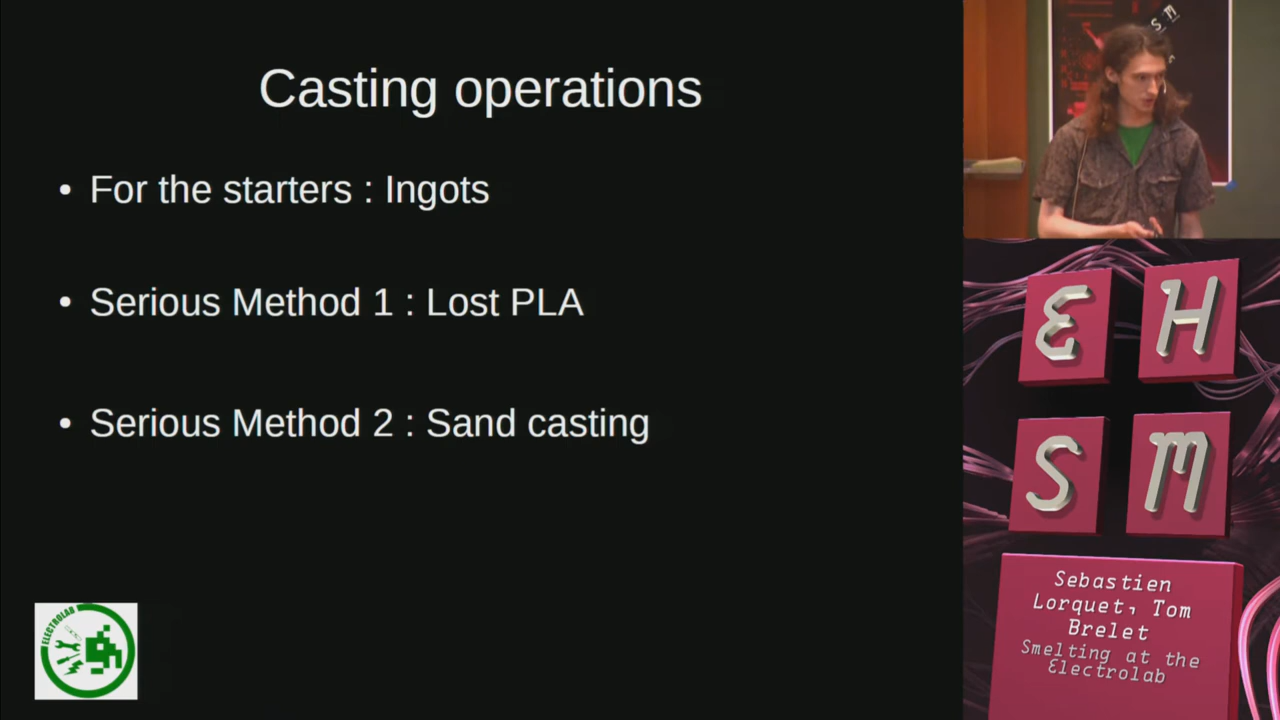 Casting operations
• For the starters : Ingots
• Serious Method 1 : Lost PLA
• Serious Method 2 : Sand casting
ELECTROLAB
S M
E H
S M
Sebastien
Lorquet, Tom
Brelet
Smelting at the
Electrolab